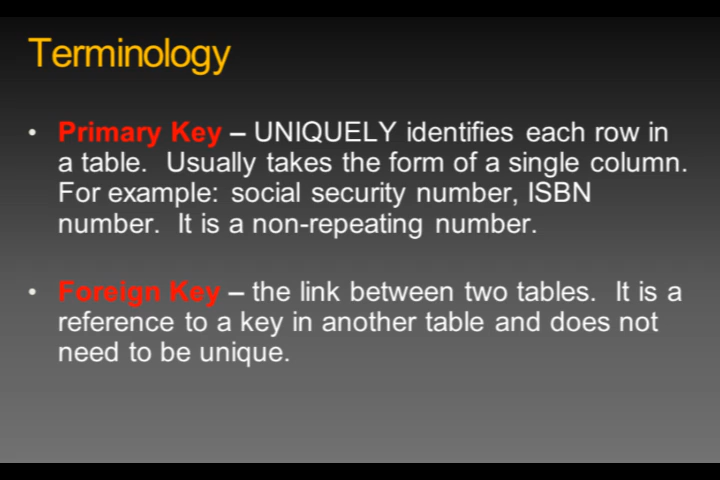 Terminology
• Primary Key – UNIQUELY identifies each row in
a table.  Usually takes the form of a single column.
For example: social security number, ISBN
number.  It is a non-repeating number.
• Foreign Key – the link between two tables.  It is a
reference to a key in another table and does not
need to be unique.